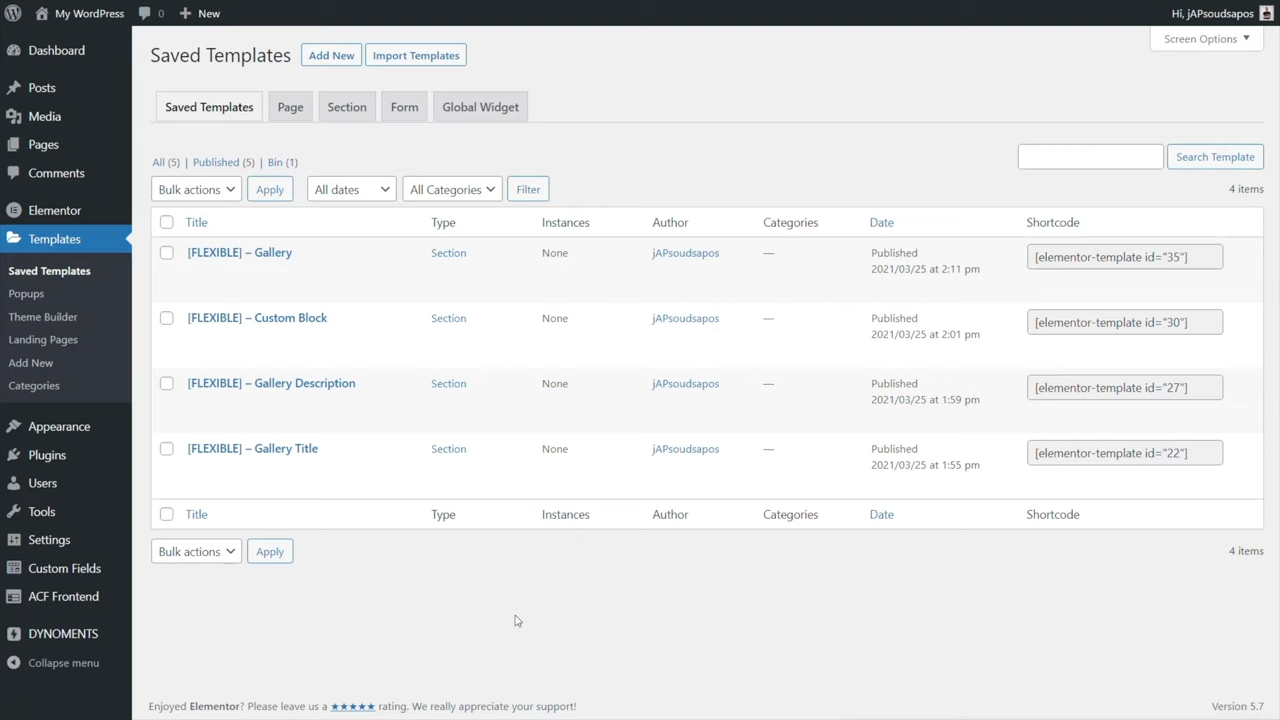 My WordPress 0 New Hi, jAPsoudsapos
Screen Options
Dashboard
Posts
Media
Pages
Comments
Elementor
Templates
Saved Templates
Popups
Theme Builder
Landing Pages
Add New
Categories
Appearance
Plugins
Users
Tools
Settings
Custom Fields
ACF Frontend
DYNOMENTS
Collapse menu
Saved Templates Add New Import Templates
Saved Templates Page Section Form Global Widget
All (5) | Published (5) | Bin (1)
Search Template
Bulk actions Apply All dates All Categories Filter 4 items
Title Type Instances Author Categories Date Shortcode
[FLEXIBLE] – Gallery Section None jAPsoudsapos — Published [elementor-template id="35"]
2021/03/25 at 2:11 pm
[FLEXIBLE] – Custom Block Section None jAPsoudsapos — Published [elementor-template id="30"]
2021/03/25 at 2:01 pm
[FLEXIBLE] – Gallery Description Section None jAPsoudsapos — Published [elementor-template id="27"]
2021/03/25 at 1:59 pm
[FLEXIBLE] – Gallery Title Section None jAPsoudsapos — Published [elementor-template id="22"]
2021/03/25 at 1:55 pm
Title Type Instances Author Categories Date Shortcode
Bulk actions Apply 4 items
Enjoyed Elementor? Please leave us a ★★★★★ rating. We really appreciate your support! Version 5.7